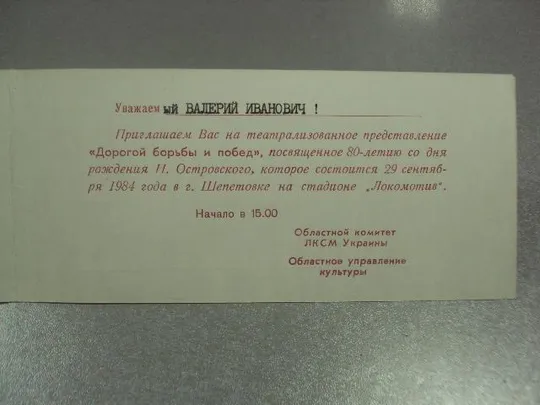 Уважаемый ВАЛЕРИЙ ИВАНОВИЧ !
Приглашаем Вас на театрализованное представление
«Дорогой борьбы и побед», посвященное 80-летию со дня
рождения Н. Островского, которое состоится 29 сентяб-
ря 1984 года в г. Шепетовке на стадионе „Локомотив“.
Начало в 15.00
Областной комитет
ЛКСМ Украины
Областное управление
культуры